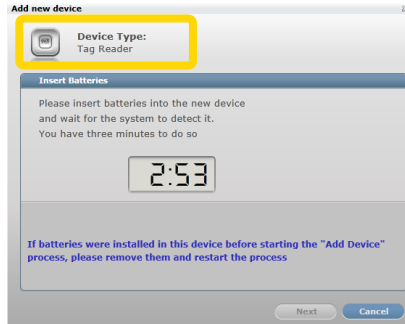 Add new device
Device Type:
Tag Reader
Insert Batteries
Please insert batteries into the new device
and wait for the system to detect it.
You have three minutes to do so
2:53
If batteries were installed in this device before starting the "Add Device"
process, please remove them and restart the process
Next
Cancel